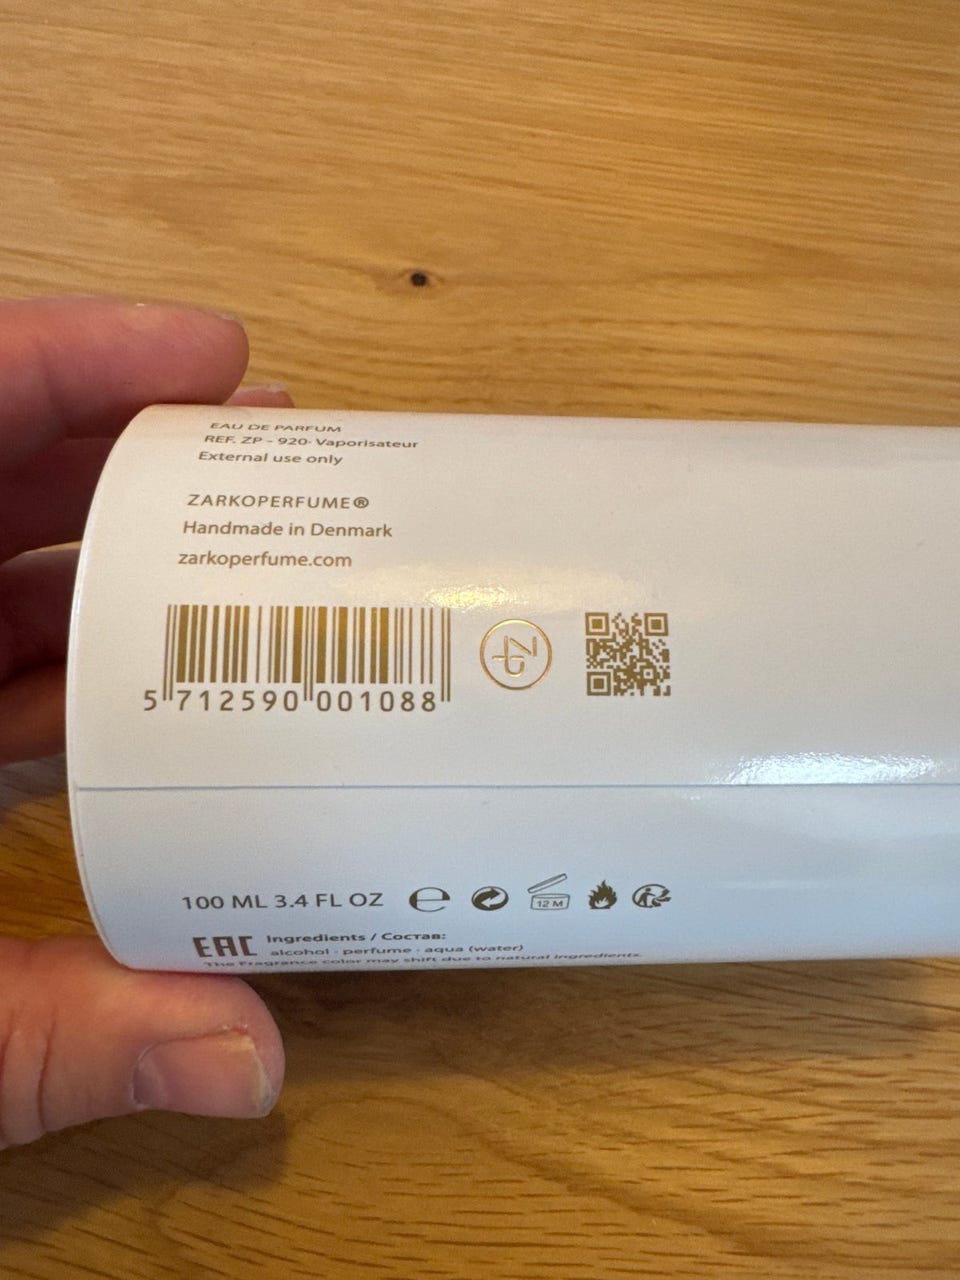 EAU DE PARFUM
REF. ZP - 920- Vaporisateur
External use only
ZARKOPERFUME®
Handmade in Denmark
zarkoperfume.com
5 712590 001088
ZP
100 ML 3.4 FL OZ ℮
12 M
EAC
Ingredients / Состав:
alcohol · perfume · aqua (water)
The Fragrance color may shift due to natural ingredients.